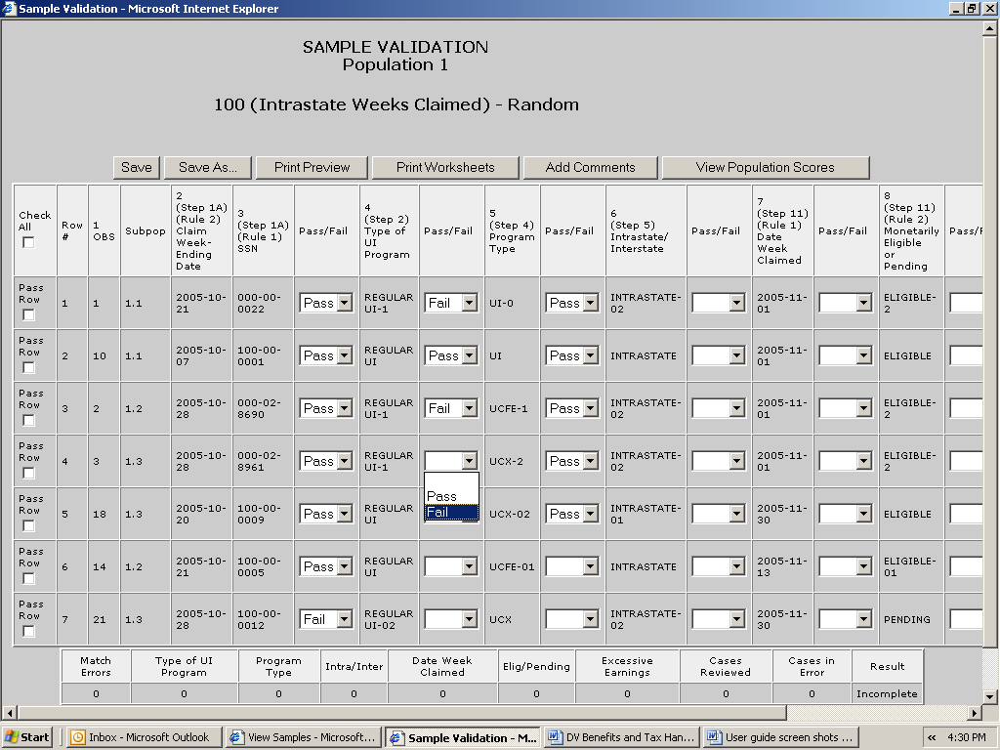 Sample Validation - Microsoft Internet Explorer
SAMPLE VALIDATION
Population 1
100 (Intrastate Weeks Claimed) - Random
Save Save As... Print Preview Print Worksheets Add Comments View Population Scores
Check All Row # 1 OBS Subpop 2 (Step 1A) (Rule 2) Claim Week-Ending Date 3 (Step 1A) (Rule 1) SSN Pass/Fail 4 (Step 2) Type of UI Program Pass/Fail 5 (Step 4) Program Type Pass/Fail 6 (Step 5) Intrastate/ Interstate Pass/Fail 7 (Step 11) (Rule 1) Date Week Claimed Pass/Fail 8 (Step 11) (Rule 2) Monetarily Eligible or Pending Pass/F
Pass Row 1 1 1.1 2005-10-21 000-00-0022 Pass REGULAR UI-1 Fail UI-0 Pass INTRASTATE-02 2005-11-01 ELIGIBLE-2
Pass Row 2 10 1.1 2005-10-07 100-00-0001 Pass REGULAR UI Pass UI Pass INTRASTATE 2005-11-01 ELIGIBLE
Pass Row 3 2 1.2 2005-10-28 000-02-8690 Pass REGULAR UI-1 Fail UCFE-1 Pass INTRASTATE-02 2005-11-01 ELIGIBLE-2
Pass Row 4 3 1.3 2005-10-28 000-02-8961 Pass REGULAR UI-1 UCX-2 Pass INTRASTATE-02 2005-11-01 ELIGIBLE-2
Pass
Fail
Pass Row 5 18 1.3 2005-10-20 100-00-0009 Pass REGULAR UI UCX-02 Pass INTRASTATE-01 2005-11-30 ELIGIBLE
Pass Row 6 14 1.2 2005-10-21 100-00-0005 Pass REGULAR UI UCFE-01 INTRASTATE 2005-11-13 ELIGIBLE-01
Pass Row 7 21 1.3 2005-10-28 100-00-0012 Fail REGULAR UI-02 UCX INTRASTATE-02 2005-11-30 PENDING
Match Errors Type of UI Program Program Type Intra/Inter Date Week Claimed Elig/Pending Excessive Earnings Cases Reviewed Cases in Error Result
0 0 0 0 0 0 0 0 0 Incomplete
Start Inbox - Microsoft Outlook View Samples - Microsoft... Sample Validation - M... DV Benefits and Tax Han... User guide screen shots ... « 4:30 PM